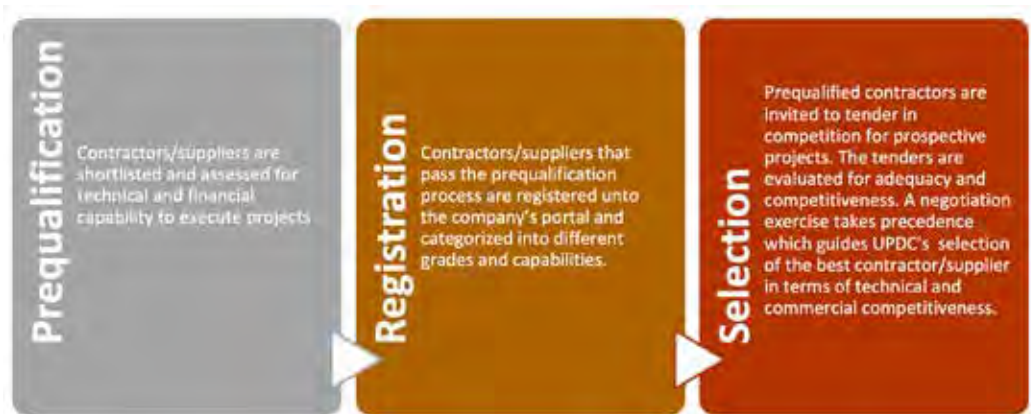 Prequalification
Contractors/suppliers are
shortlisted and assessed for
technical and financial
capability to execute projects
Registration
Contractors/suppliers that
pass the prequalification
process are registered unto
the company's portal and
categorized into different
grades and capabilities.
Selection
Prequalified contractors are
invited to tender in
competition for prospective
projects. The tenders are
evaluated for adequacy and
competitiveness. A negotiation
exercise takes precedence
which guides UPDC's selection
of the best contractor/supplier
in terms of technical and
commercial competitiveness.